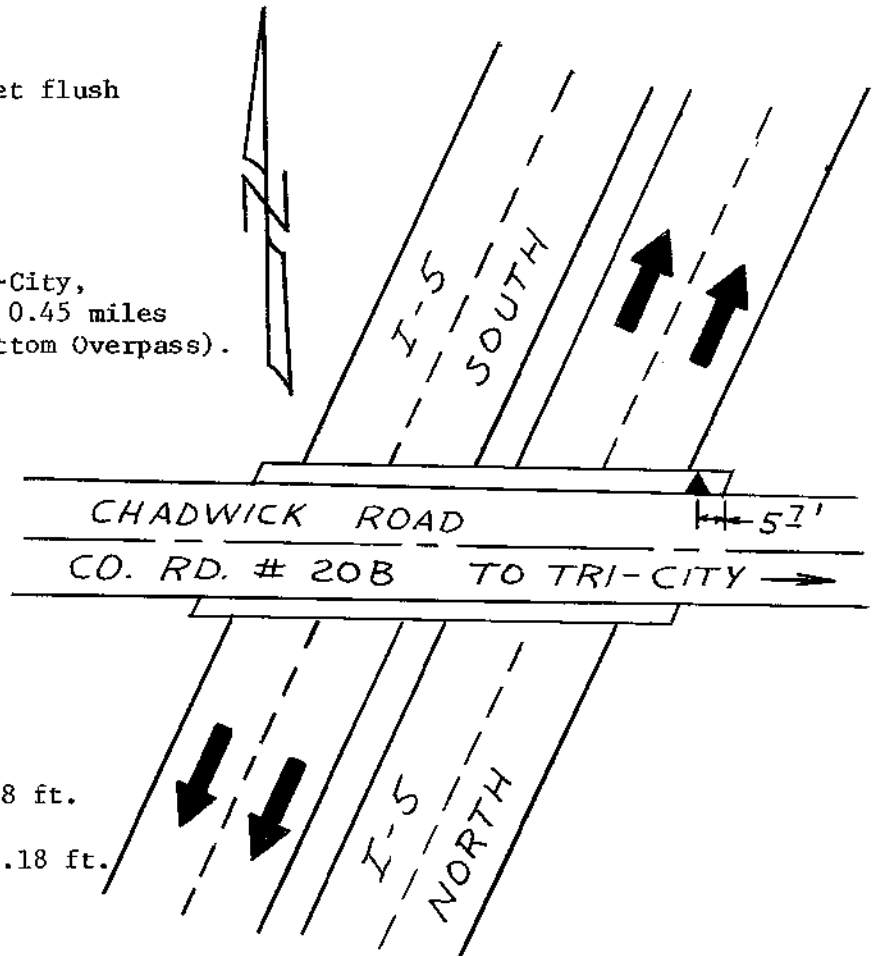 et flush
-City,
0.45 miles
ttom Overpass).
N
I-5
SOUTH
CHADWICK ROAD
5 7'
CO. RD. # 20B TO TRI-CITY
8 ft.
.18 ft.
I-5
NORTH